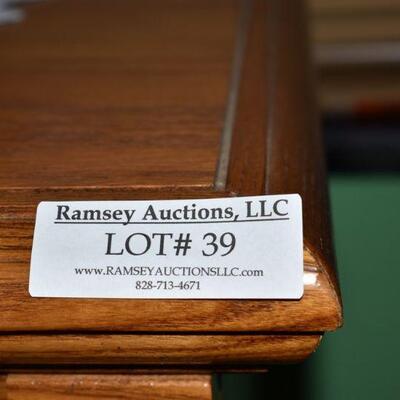 Ramsey Auctions, LLC
LOT# 39
www.RAMSEYAUCTIONSLLC.com
828-713-4671